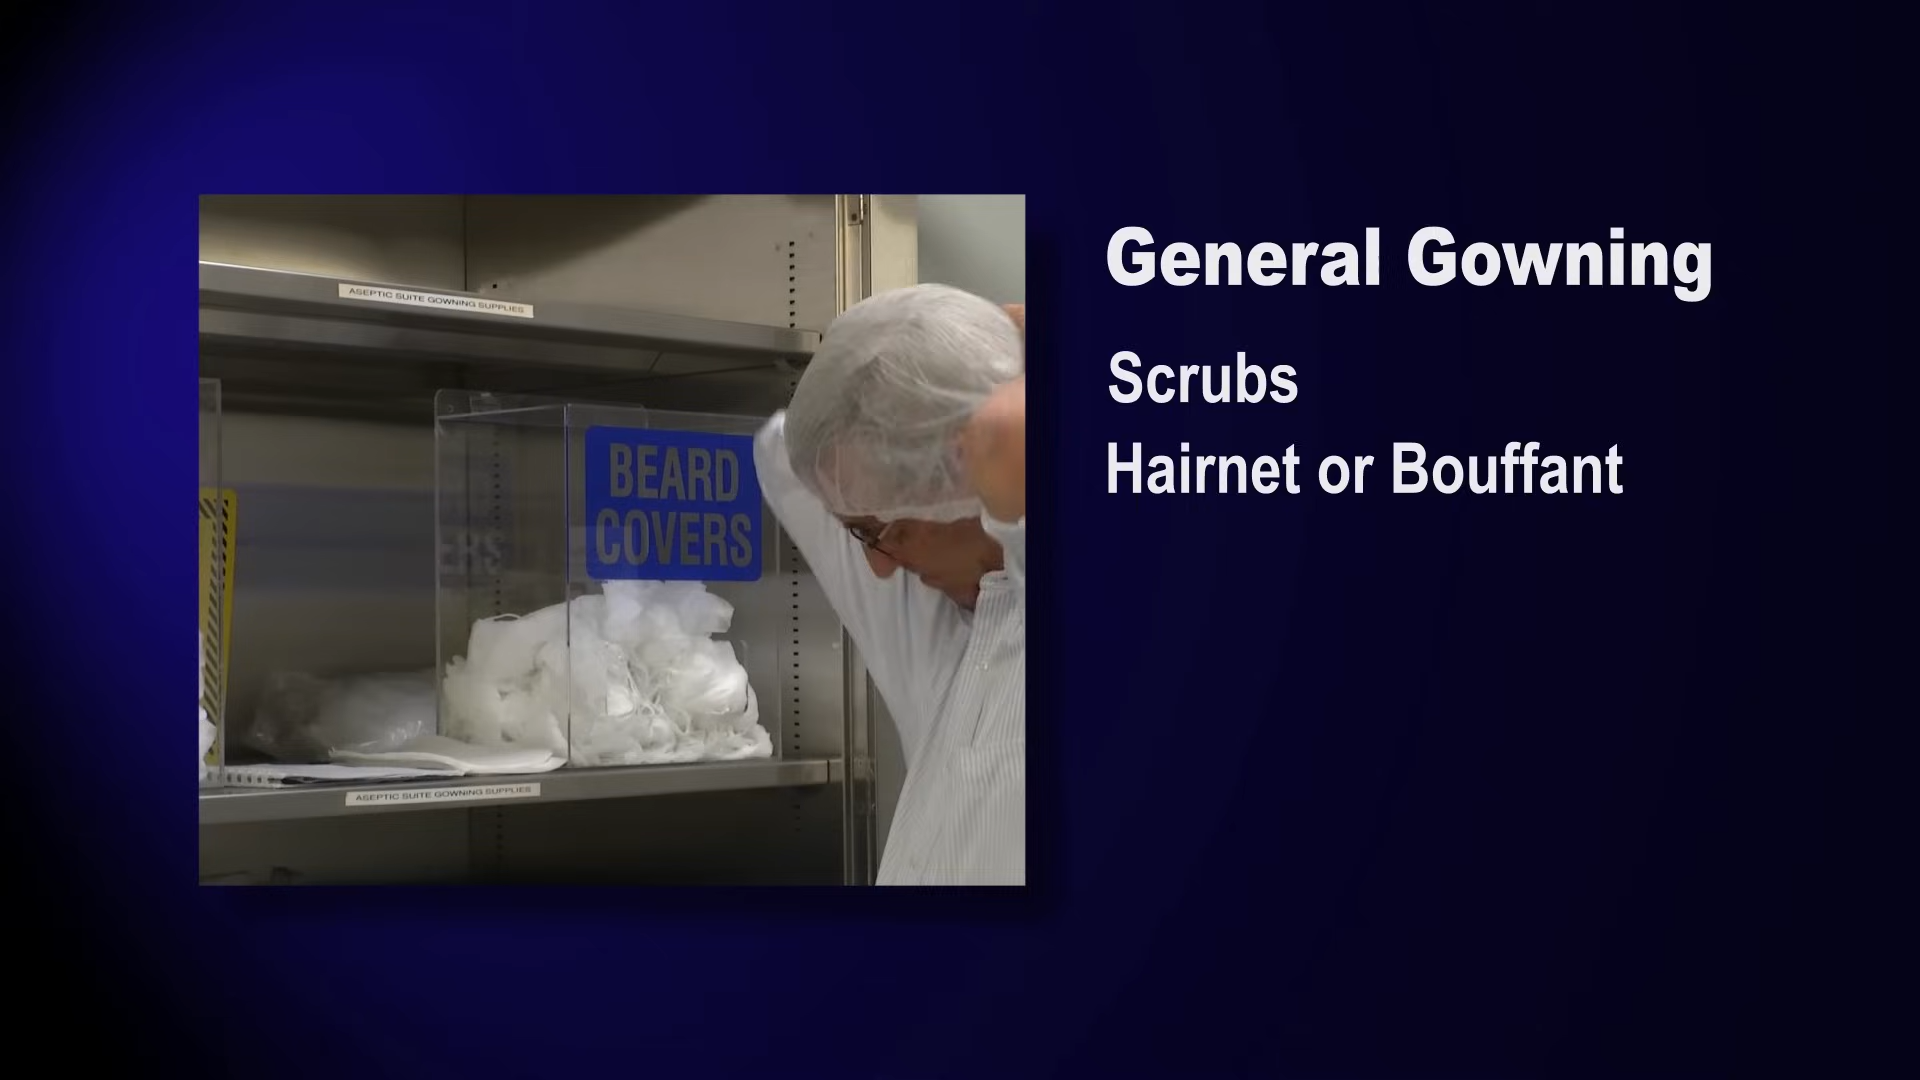 General Gowning
Scrubs
Hairnet or Bouffant
ASEPTIC SUITE GOWNING SUPPLIES
BEARD
COVERS
ASEPTIC SUITE GOWNING SUPPLIES